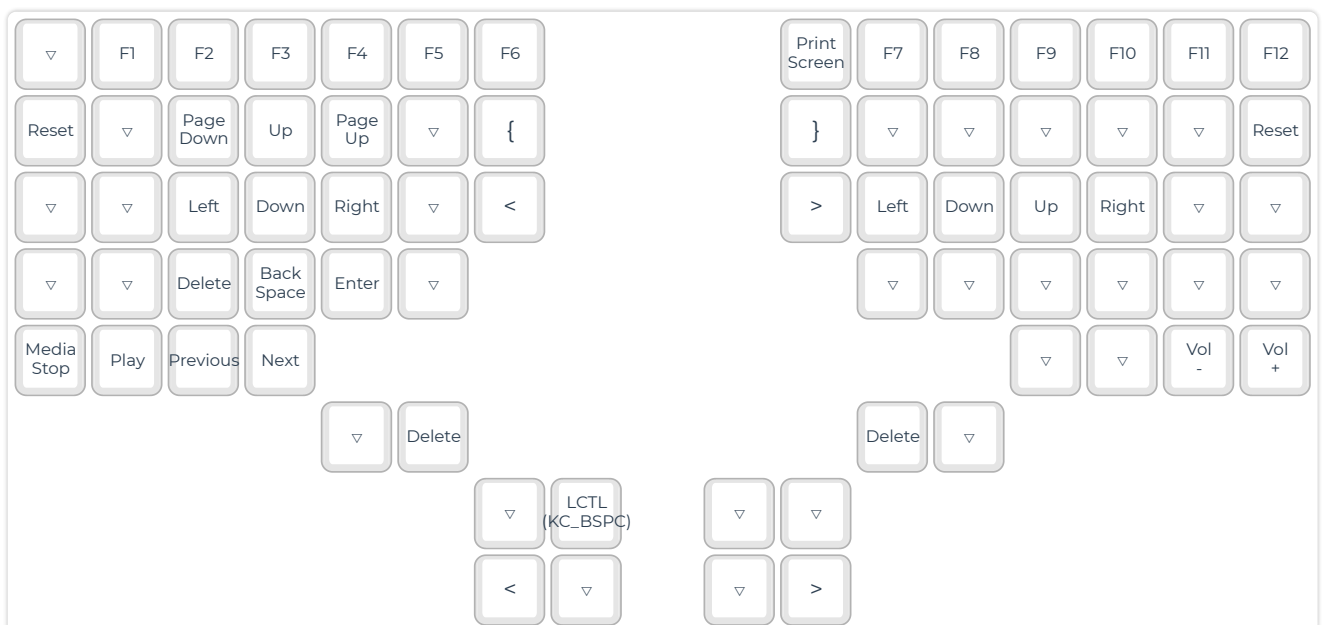 ▽ F1 F2 F3 F4 F5 F6 Print Screen F7 F8 F9 F10 F11 F12
Reset ▽ Page Down Up Page Up ▽ { } ▽ ▽ ▽ ▽ ▽ Reset
▽ ▽ Left Down Right ▽ < > Left Down Up Right ▽ ▽
▽ ▽ Delete Back Space Enter ▽ ▽ ▽ ▽ ▽ ▽ ▽
Media Stop Play Previous Next ▽ ▽ Vol - Vol +
▽ Delete Delete ▽
▽ LCTL (KC_BSPC) ▽ ▽
< ▽ ▽ >